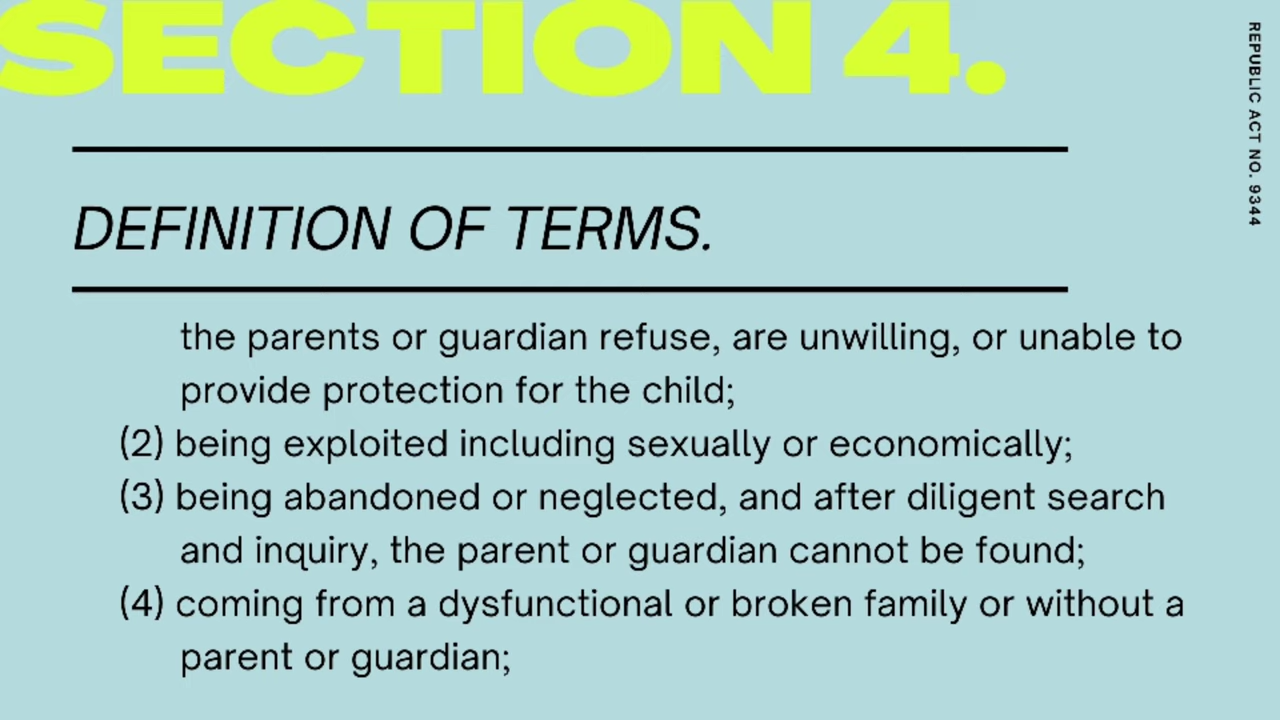 SECTION 4.
REPUBLIC ACT NO. 9344
DEFINITION OF TERMS.
the parents or guardian refuse, are unwilling, or unable to
provide protection for the child;
(2) being exploited including sexually or economically;
(3) being abandoned or neglected, and after diligent search
and inquiry, the parent or guardian cannot be found;
(4) coming from a dysfunctional or broken family or without a
parent or guardian;